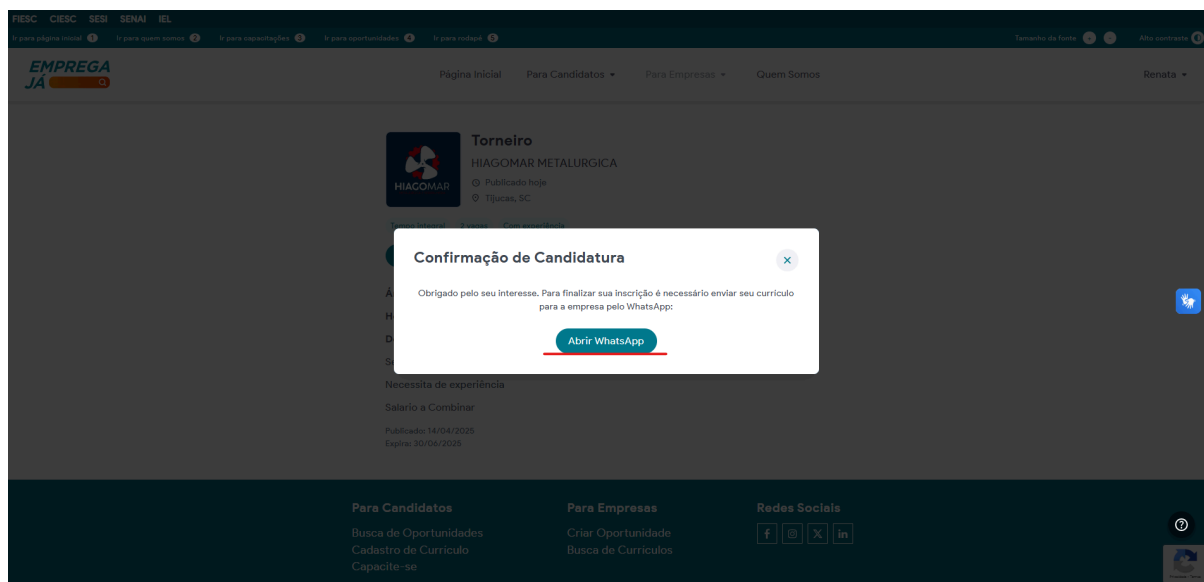 FIESC CIESC SESI SENAI IEL
Ir para página inicial 1 Ir para quem somos 2 Ir para capacitações 3 Ir para oportunidades 4 Ir para rodapé 5 Tamanho da fonte + - Alto contraste
EMPREGA
JÁ
Página Inicial Para Candidatos Para Empresas Quem Somos Renata
HIAGOMAR
Torneiro
HIAGOMAR METALURGICA
Publicado hoje
Tijucas, SC
Tempo Integral 2 vagas Com experiência
Confirmação de Candidatura
Obrigado pelo seu interesse. Para finalizar sua inscrição é necessário enviar seu currículo
para a empresa pelo WhatsApp:
Abrir WhatsApp
Necessita de experiência
Salario a Combinar
Publicado: 14/04/2025
Expira: 30/06/2025
Para Candidatos
Busca de Oportunidades
Cadastro de Currículo
Capacite-se
Para Empresas
Criar Oportunidade
Busca de Currículos
Redes Sociais